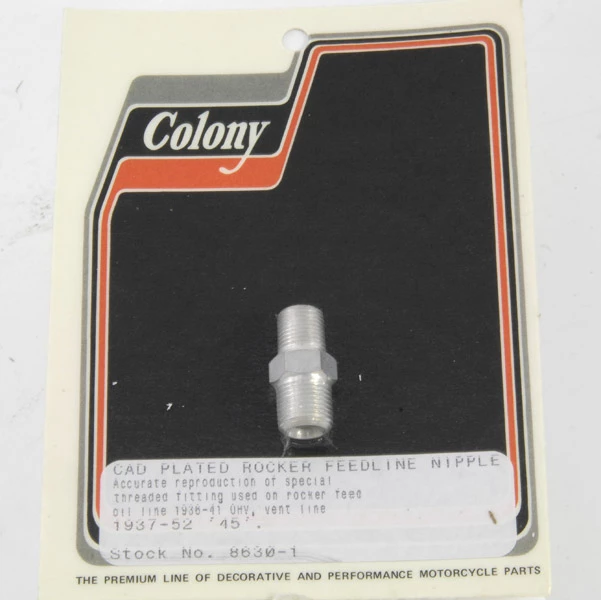 Colony
CAD PLATED ROCKER FEEDLINE NIPPLE
Accurate reproduction of special
threaded fitting used on rocker feed
oil line 1936-41 OHV, vent line
1937-52 "45".
Stock No. 8630-1
THE PREMIUM LINE OF DECORATIVE AND PERFORMANCE MOTORCYCLE PARTS